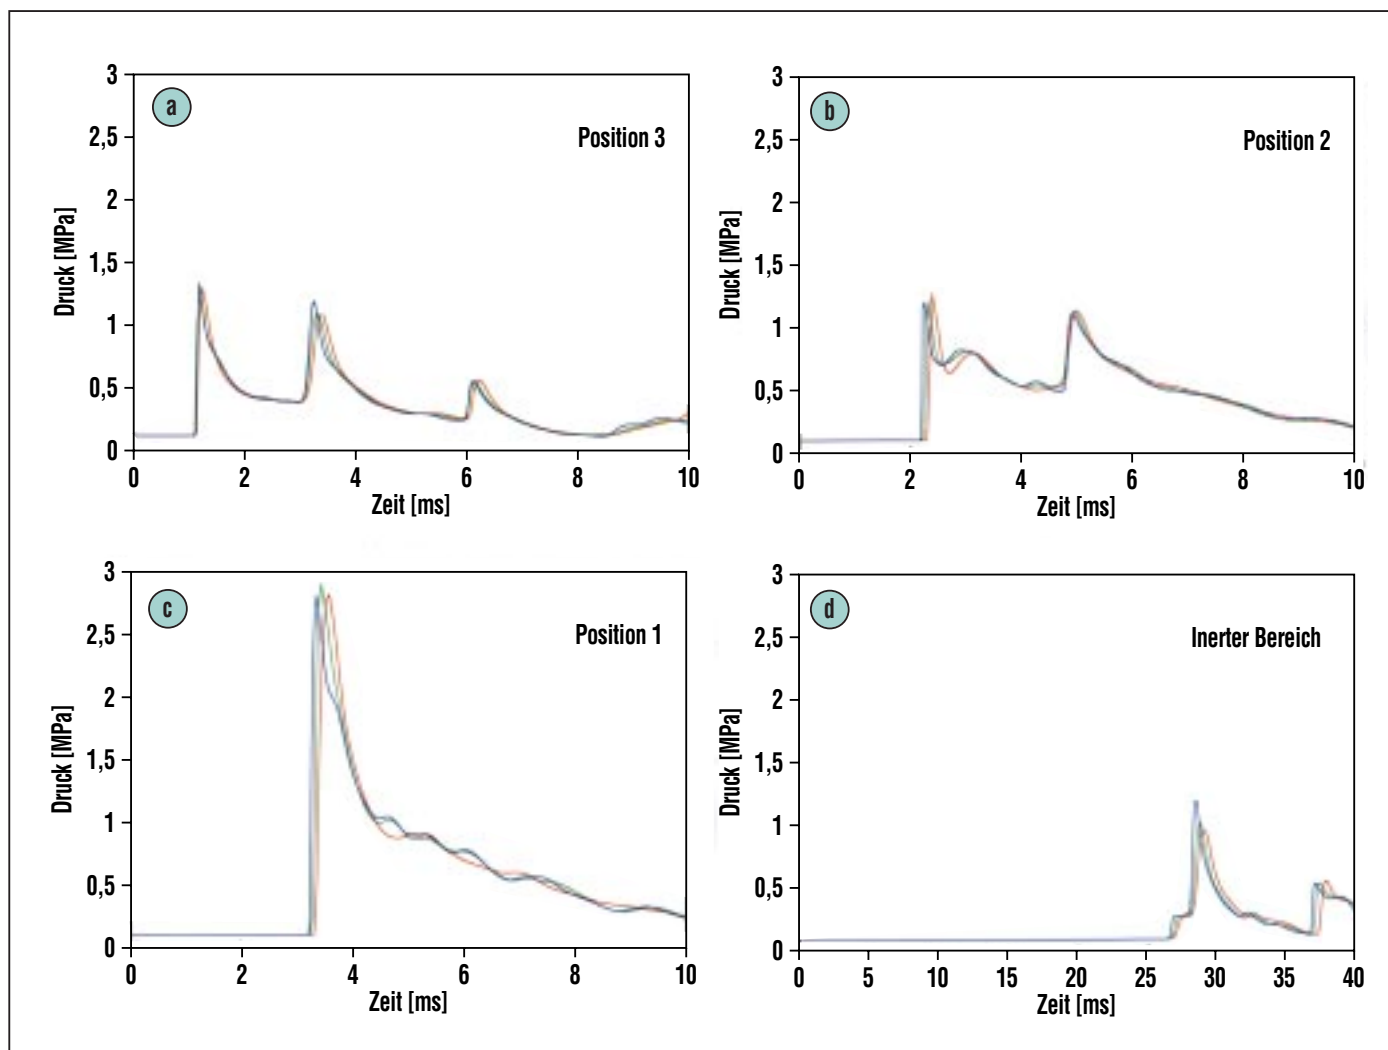 a
Position 3
Druck [MPa]
3
2,5
2
1,5
1
0,5
0
0 2 4 6 8 10
Zeit [ms]
b
Position 2
Druck [MPa]
3
2,5
2
1,5
1
0,5
0
0 2 4 6 8 10
Zeit [ms]
c
Position 1
Druck [MPa]
3
2,5
2
1,5
1
0,5
0
0 2 4 6 8 10
Zeit [ms]
d
Inerter Bereich
Druck [MPa]
3
2,5
2
1,5
1
0,5
0
0 5 10 15 20 25 30 35 40
Zeit [ms]